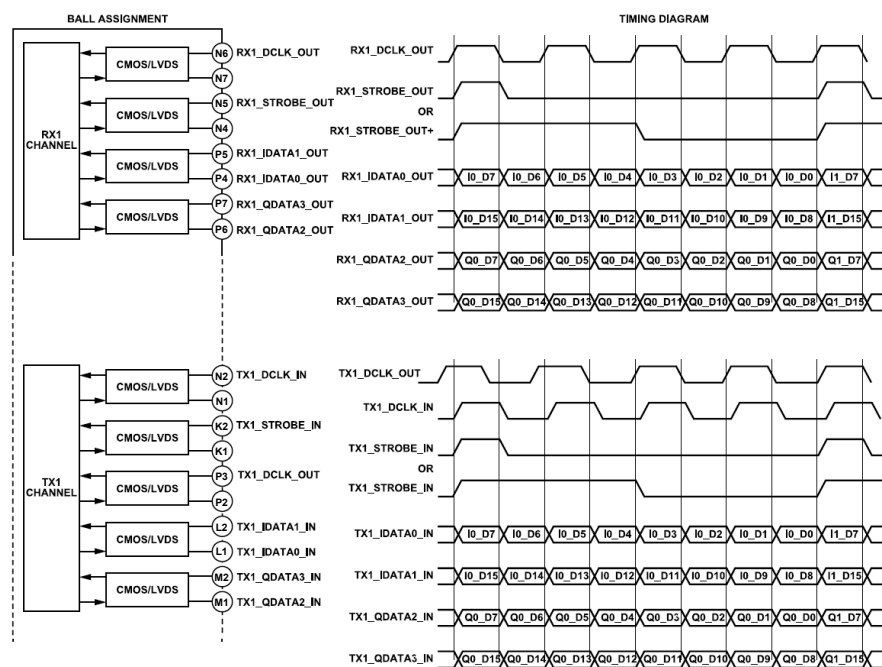 BALL ASSIGNMENT
RX1
CHANNEL
CMOS/LVDS
N6 RX1_DCLK_OUT
N7
CMOS/LVDS
N5 RX1_STROBE_OUT
N4
CMOS/LVDS
P5 RX1_IDATA1_OUT
P4 RX1_IDATA0_OUT
CMOS/LVDS
P7 RX1_QDATA3_OUT
P6 RX1_QDATA2_OUT
TX1
CHANNEL
CMOS/LVDS
N2 TX1_DCLK_IN
N1
CMOS/LVDS
K2 TX1_STROBE_IN
K1
CMOS/LVDS
P3 TX1_DCLK_OUT
P2
CMOS/LVDS
L2 TX1_IDATA1_IN
L1 TX1_IDATA0_IN
CMOS/LVDS
M2 TX1_QDATA3_IN
M1 TX1_QDATA2_IN
TIMING DIAGRAM
RX1_DCLK_OUT
RX1_STROBE_OUT
OR
RX1_STROBE_OUT+
RX1_IDATA0_OUT I0_D7 I0_D6 I0_D5 I0_D4 I0_D3 I0_D2 I0_D1 I0_D0 I1_D7
RX1_IDATA1_OUT I0_D15 I0_D14 I0_D13 I0_D12 I0_D11 I0_D10 I0_D9 I0_D8 I1_D15
RX1_QDATA2_OUT Q0_D7 Q0_D6 Q0_D5 Q0_D4 Q0_D3 Q0_D2 Q0_D1 Q0_D0 Q1_D7
RX1_QDATA3_OUT Q0_D15 Q0_D14 Q0_D13 Q0_D12 Q0_D11 Q0_D10 Q0_D9 Q0_D8 Q1_D15
TX1_DCLK_OUT
TX1_DCLK_IN
TX1_STROBE_IN
OR
TX1_STROBE_IN
TX1_IDATA0_IN I0_D7 I0_D6 I0_D5 I0_D4 I0_D3 I0_D2 I0_D1 I0_D0 I1_D7
TX1_IDATA1_IN I0_D15 I0_D14 I0_D13 I0_D12 I0_D11 I0_D10 I0_D9 I0_D8 I1_D15
TX1_QDATA2_IN Q0_D7 Q0_D6 Q0_D5 Q0_D4 Q0_D3 Q0_D2 Q0_D1 Q0_D0 Q1_D7
TX1_QDATA3_IN Q0_D15 Q0_D14 Q0_D13 Q0_D12 Q0_D11 Q0_D10 Q0_D9 Q0_D8 Q1_D15